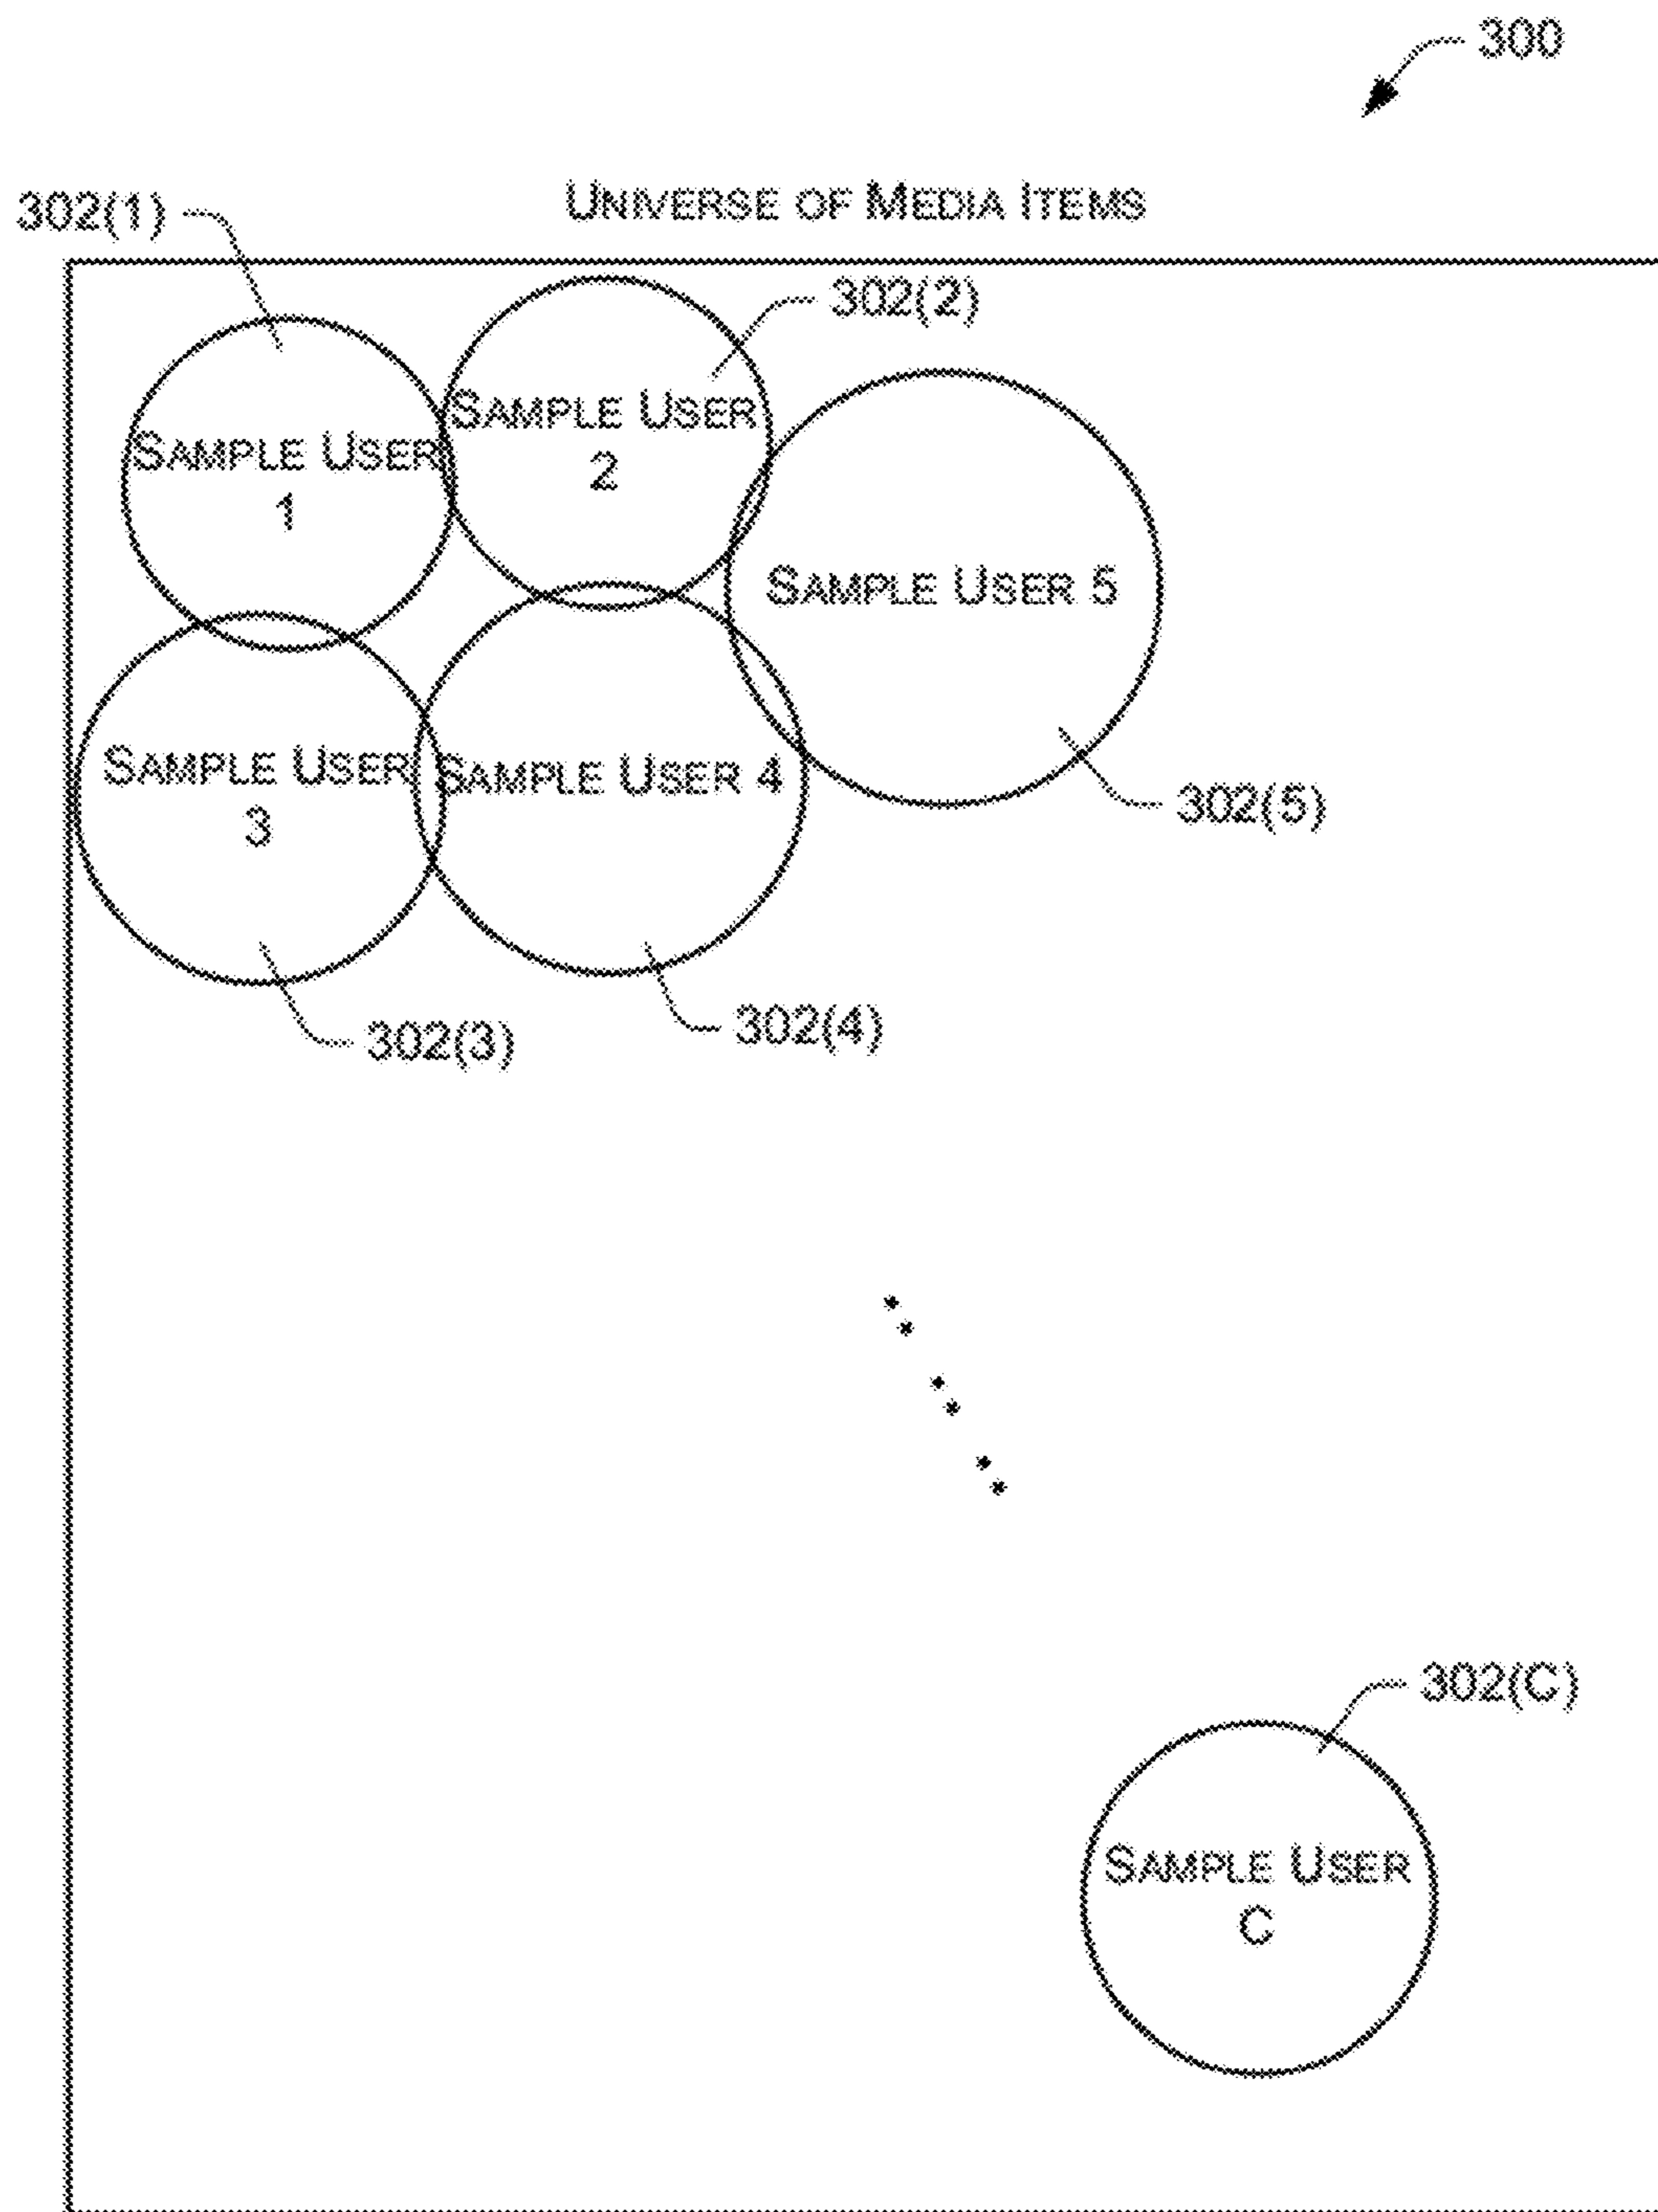 300
UNIVERSE OF MEDIA ITEMS
302(1)
302(2)
SAMPLE USER
1
SAMPLE USER
2
SAMPLE USER 5
SAMPLE USER
3
SAMPLE USER 4
302(5)
302(3)
302(4)
302(C)
SAMPLE USER
C